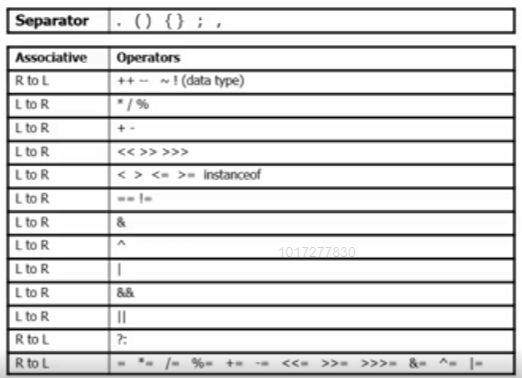 Separator . () {} ; ,
Associative Operators
R to L ++ -- ~ ! (data type)
L to R * / %
L to R + -
L to R << >> >>>
L to R < > <= >= instanceof
L to R == !=
L to R &
L to R ^
1017277830
L to R |
L to R &&
L to R ||
R to L ?:
R to L = *= /= %= += -= <<= >>= >>>= &= ^= |=